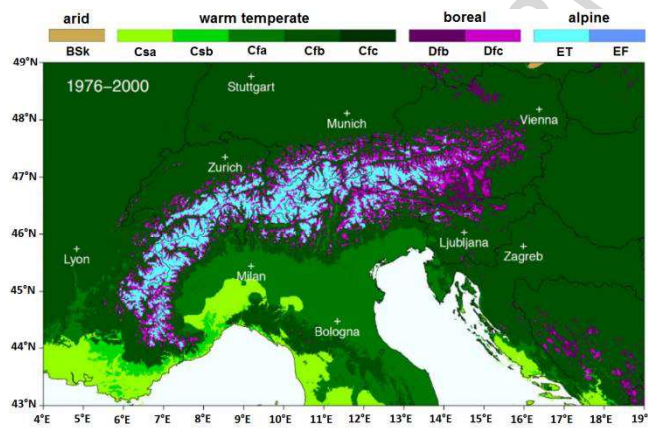 arid warm temperate boreal alpine
BSk Csa Csb Cfa Cfb Cfc Dfb Dfc ET EF
49°N
1976–2000
Stuttgart
48°N
Munich
Vienna
Zurich
47°N
46°N
Lyon
Ljubljana
Zagreb
Milan
45°N
Bologna
44°N
43°N
4°E 5°E 6°E 7°E 8°E 9°E 10°E 11°E 12°E 13°E 14°E 15°E 16°E 17°E 18°E 19°